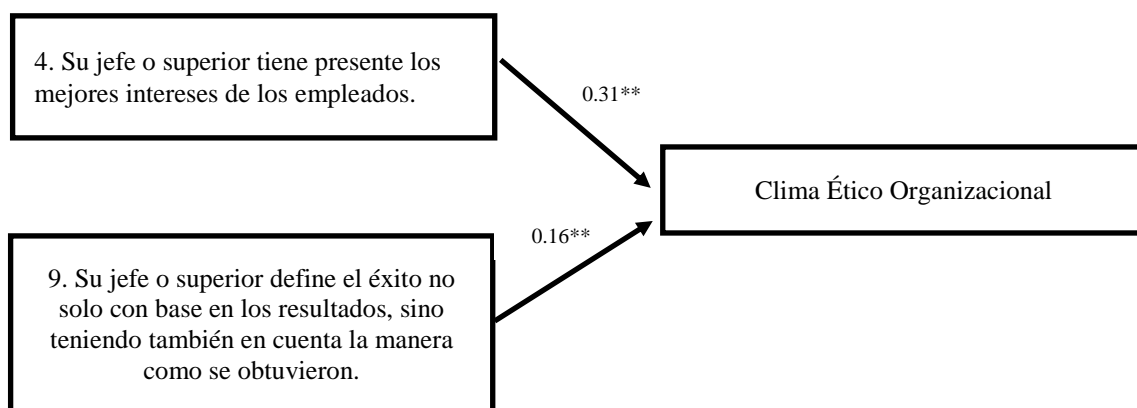 4. Su jefe o superior tiene presente los
mejores intereses de los empleados.
0.31**
Clima Ético Organizacional
0.16**
9. Su jefe o superior define el éxito no
solo con base en los resultados, sino
teniendo también en cuenta la manera
como se obtuvieron.